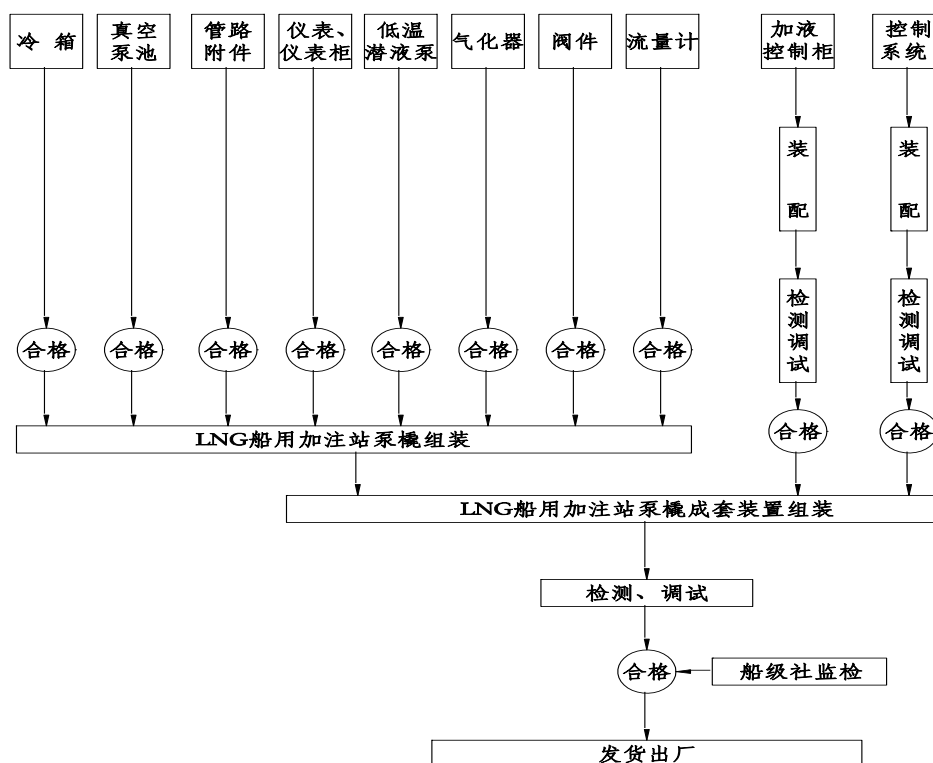 冷 箱
真空
泵池
管路
附件
仪表、
仪表柜
低温
潜液泵
气化器
阀件
流量计
加液
控制柜
控制
系统
装
配
装
配
检
测
调
试
检
测
调
试
合格
合格
合格
合格
合格
合格
合格
合格
合格
合格
LNG船用加注站泵橇组装
LNG船用加注站泵橇成套装置组装
检测、调试
合格
船级社监检
发货出厂